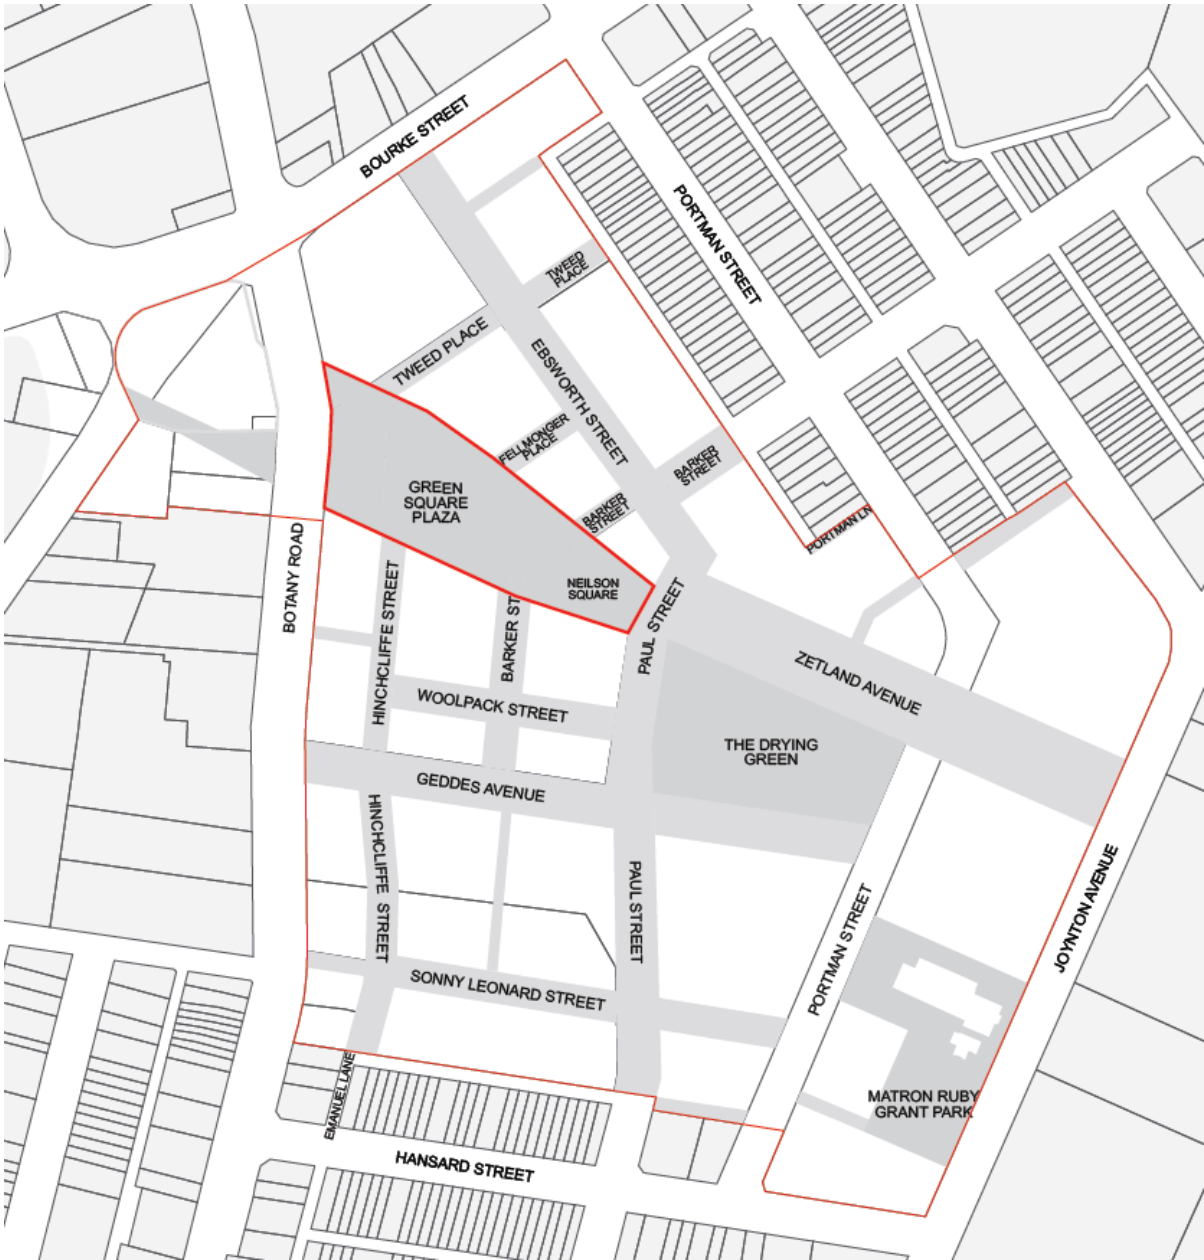 BOURKE STREET
PORTMAN STREET
TWEED
PLACE
TWEED PLACE
EBSWORTH STREET
FELLMONGER
PLACE
BARKER
STREET
GREEN
SQUARE
PLAZA
BARKER
STREET
PORTMAN LN
BOTANY ROAD
NEILSON
SQUARE
HINCHCLIFFE STREET
BARKER ST
PAUL STREET
ZETLAND AVENUE
WOOLPACK STREET
THE DRYING
GREEN
GEDDES AVENUE
HINCHCLIFFE STREET
PAUL STREET
PORTMAN STREET
JOYNTON AVENUE
SONNY LEONARD STREET
EMANUEL LANE
MATRON RUBY
GRANT PARK
HANSARD STREET